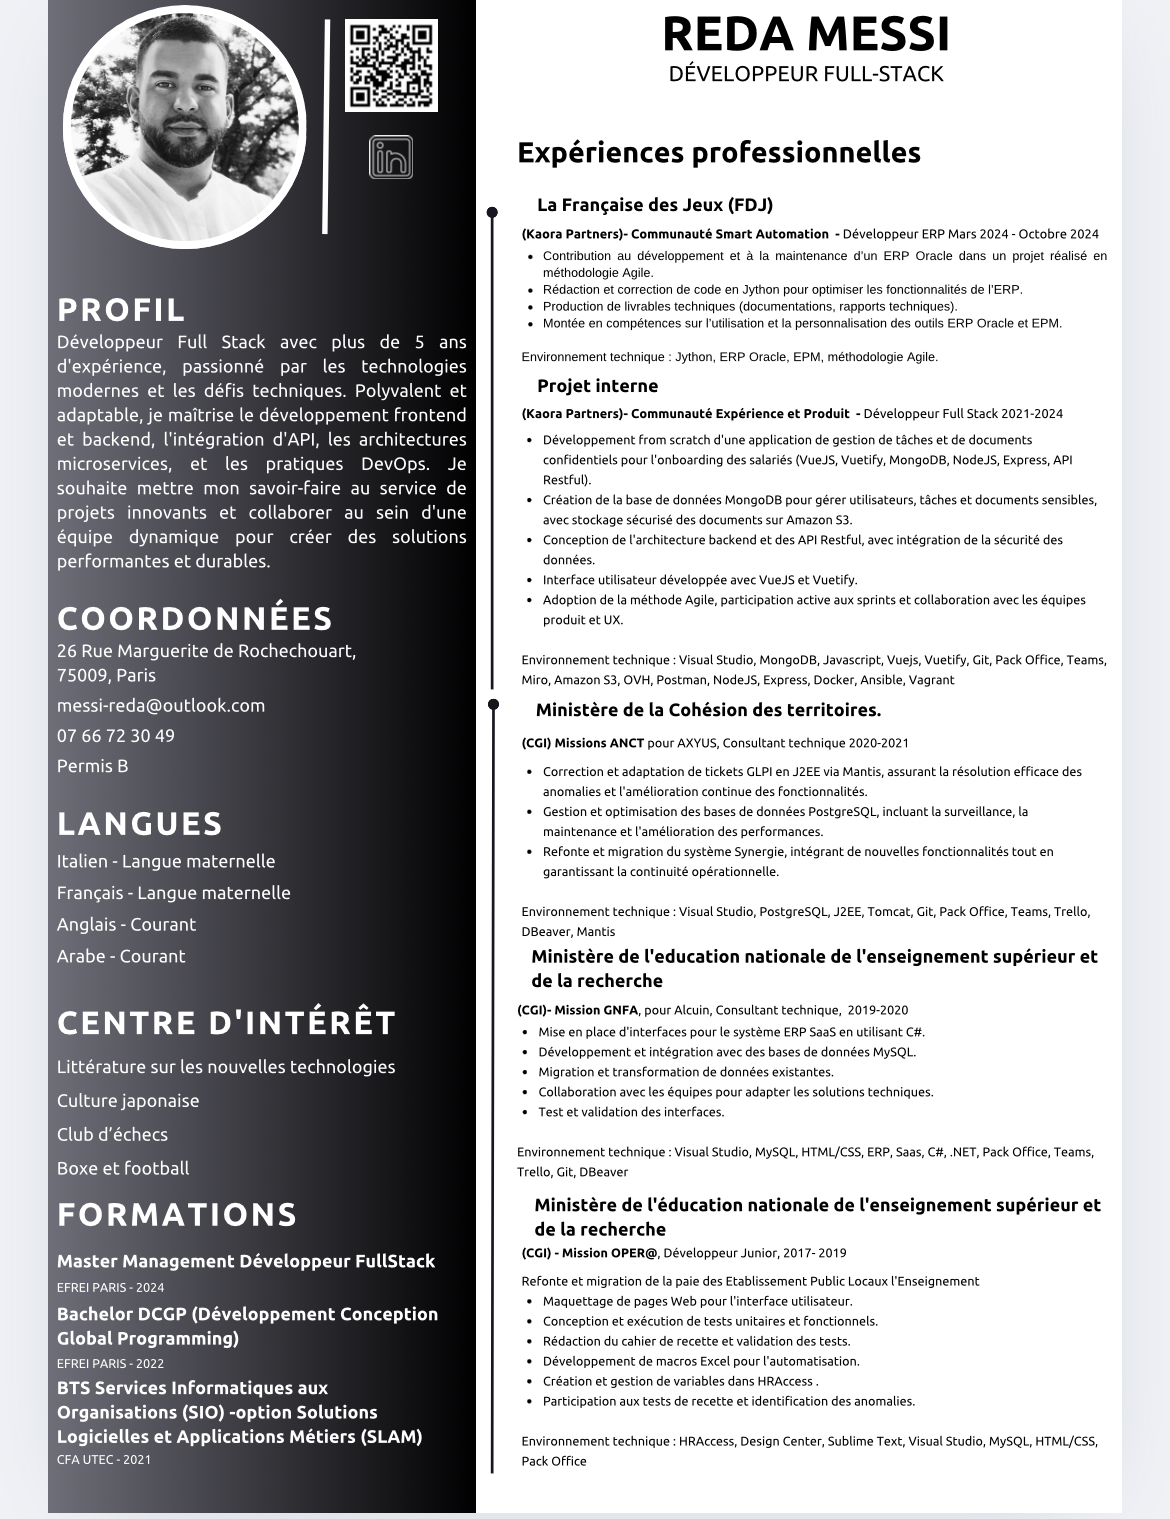 REDA MESSI
DÉVELOPPEUR FULL-STACK
in
PROFIL
Développeur Full Stack avec plus de 5 ans
d'expérience, passionné par les technologies
modernes et les défis techniques. Polyvalent et
adaptable, je maîtrise le développement frontend
et backend, l'intégration d'API, les architectures
microservices, et les pratiques DevOps. Je
souhaite mettre mon savoir-faire au service de
projets innovants et collaborer au sein d'une
équipe dynamique pour créer des solutions
performantes et durables.
COORDONNÉES
26 Rue Marguerite de Rochechouart,
75009, Paris
messi-reda@outlook.com
07 66 72 30 49
Permis B
LANGUES
Italien - Langue maternelle
Français - Langue maternelle
Anglais - Courant
Arabe - Courant
CENTRE D'INTÉRÊT
Littérature sur les nouvelles technologies
Culture japonaise
Club d’échecs
Boxe et football
FORMATIONS
Master Management Développeur FullStack
EFREI PARIS - 2024
Bachelor DCGP (Développement Conception
Global Programming)
EFREI PARIS - 2022
BTS Services Informatiques aux
Organisations (SIO) -option Solutions
Logicielles et Applications Métiers (SLAM)
CFA UTEC - 2021
Expériences professionnelles
La Française des Jeux (FDJ)
(Kaora Partners)- Communauté Smart Automation - Développeur ERP Mars 2024 - Octobre 2024
• Contribution au développement et à la maintenance d’un ERP Oracle dans un projet réalisé en
méthodologie Agile.
• Rédaction et correction de code en Jython pour optimiser les fonctionnalités de l’ERP.
• Production de livrables techniques (documentations, rapports techniques).
• Montée en compétences sur l’utilisation et la personnalisation des outils ERP Oracle et EPM.
Environnement technique : Jython, ERP Oracle, EPM, méthodologie Agile.
Projet interne
(Kaora Partners)- Communauté Expérience et Produit - Développeur Full Stack 2021-2024
• Développement from scratch d'une application de gestion de tâches et de documents
confidentiels pour l'onboarding des salariés (VueJS, Vuetify, MongoDB, NodeJS, Express, API
Restful).
• Création de la base de données MongoDB pour gérer utilisateurs, tâches et documents sensibles,
avec stockage sécurisé des documents sur Amazon S3.
• Conception de l'architecture backend et des API Restful, avec intégration de la sécurité des
données.
• Interface utilisateur développée avec VueJS et Vuetify.
• Adoption de la méthode Agile, participation active aux sprints et collaboration avec les équipes
produit et UX.
Environnement technique : Visual Studio, MongoDB, Javascript, Vuejs, Vuetify, Git, Pack Office, Teams,
Miro, Amazon S3, OVH, Postman, NodeJS, Express, Docker, Ansible, Vagrant
Ministère de la Cohésion des territoires.
(CGI) Missions ANCT pour AXYUS, Consultant technique 2020-2021
• Correction et adaptation de tickets GLPI en J2EE via Mantis, assurant la résolution efficace des
anomalies et l'amélioration continue des fonctionnalités.
• Gestion et optimisation des bases de données PostgreSQL, incluant la surveillance, la
maintenance et l'amélioration des performances.
• Refonte et migration du système Synergie, intégrant de nouvelles fonctionnalités tout en
garantissant la continuité opérationnelle.
Environnement technique : Visual Studio, PostgreSQL, J2EE, Tomcat, Git, Pack Office, Teams, Trello,
DBeaver, Mantis
Ministère de l'education nationale de l'enseignement supérieur et
de la recherche
(CGI)- Mission GNFA, pour Alcuin, Consultant technique, 2019-2020
• Mise en place d'interfaces pour le système ERP SaaS en utilisant C#.
• Développement et intégration avec des bases de données MySQL.
• Migration et transformation de données existantes.
• Collaboration avec les équipes pour adapter les solutions techniques.
• Test et validation des interfaces.
Environnement technique : Visual Studio, MySQL, HTML/CSS, ERP, Saas, C#, .NET, Pack Office, Teams,
Trello, Git, DBeaver
Ministère de l'éducation nationale de l'enseignement supérieur et
de la recherche
(CGI) - Mission OPER@, Développeur Junior, 2017- 2019
Refonte et migration de la paie des Etablissement Public Locaux l'Enseignement
• Maquettage de pages Web pour l'interface utilisateur.
• Conception et exécution de tests unitaires et fonctionnels.
• Rédaction du cahier de recette et validation des tests.
• Développement de macros Excel pour l'automatisation.
• Création et gestion de variables dans HRAccess .
• Participation aux tests de recette et identification des anomalies.
Environnement technique : HRAccess, Design Center, Sublime Text, Visual Studio, MySQL, HTML/CSS,
Pack Office